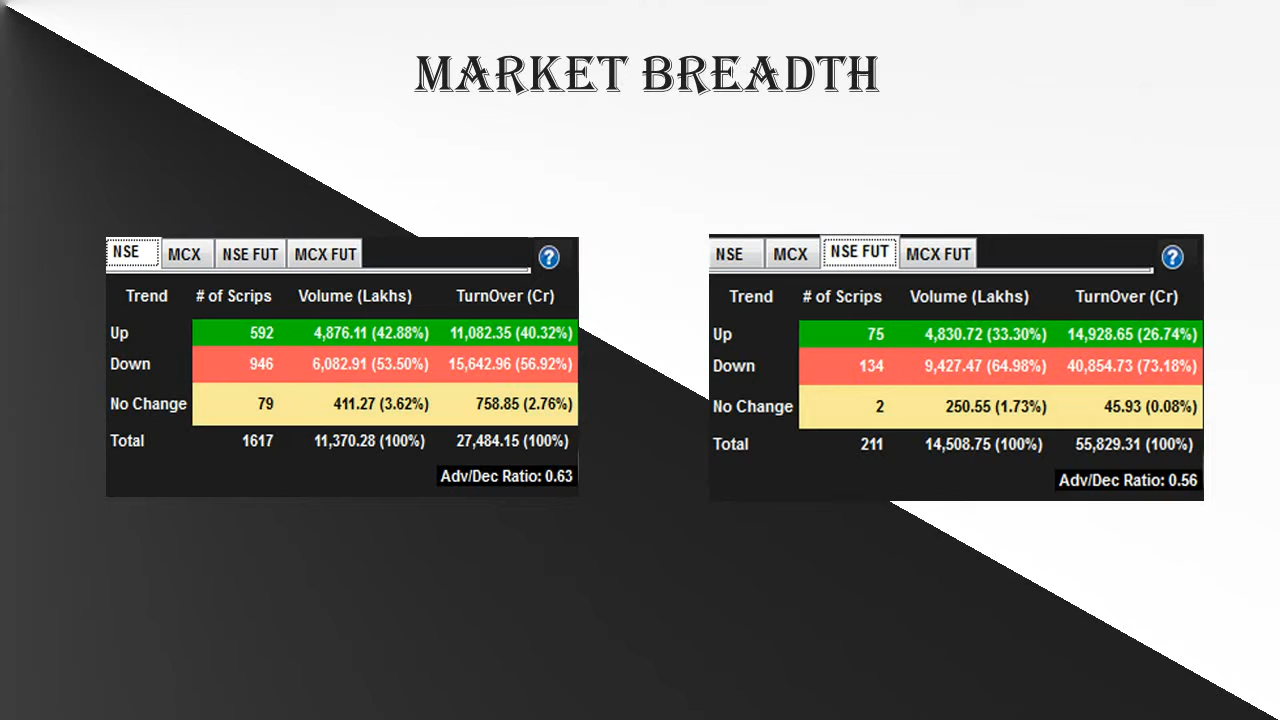 MARKET BREADTH
NSE MCX NSE FUT MCX FUT ?
Trend # of Scrips Volume (Lakhs) TurnOver (Cr)
Up 592 4,876.11 (42.88%) 11,082.35 (40.32%)
Down 946 6,082.91 (53.50%) 15,642.96 (56.92%)
No Change 79 411.27 (3.62%) 758.85 (2.76%)
Total 1617 11,370.28 (100%) 27,484.15 (100%)
Adv/Dec Ratio: 0.63
NSE MCX NSE FUT MCX FUT ?
Trend # of Scrips Volume (Lakhs) TurnOver (Cr)
Up 75 4,830.72 (33.30%) 14,928.65 (26.74%)
Down 134 9,427.47 (64.98%) 40,854.73 (73.18%)
No Change 2 250.55 (1.73%) 45.93 (0.08%)
Total 211 14,508.75 (100%) 55,829.31 (100%)
Adv/Dec Ratio: 0.56